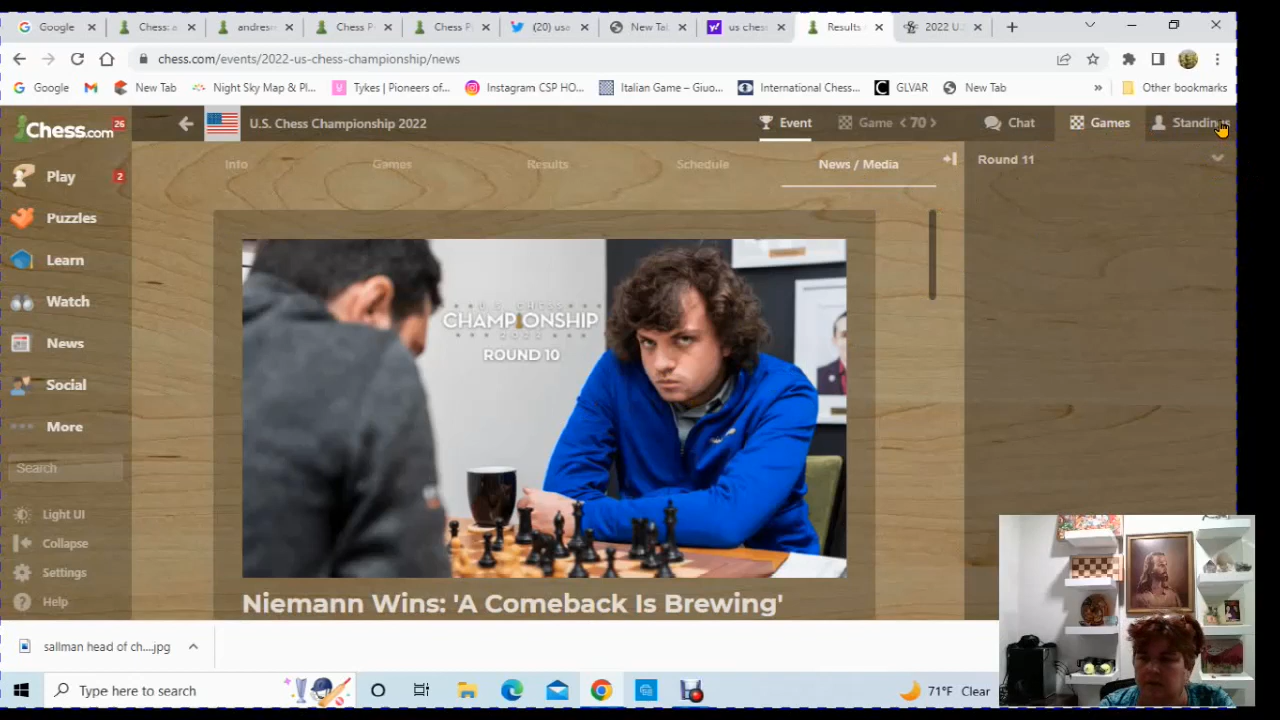 Google
Chess: a
andres
Chess P
Chess Pl
(20) usa
New Tab
us chess
Results
2022 U.S
chess.com/events/2022-us-chess-championship/news
Google
New Tab
Night Sky Map & Pl...
Tykes | Pioneers of...
Instagram CSP HO...
Italian Game – Giuo...
International Chess...
GLVAR
New Tab
»
Other bookmarks
Chess.com 26
U.S. Chess Championship 2022
Event
Game < 70 >
Chat
Games
Standings
Info
Games
Results
Schedule
News / Media
Round 11
Play 2
Puzzles
Learn
Watch
News
Social
More
Search
Light UI
Collapse
Settings
Help
U.S. CHESS
CHAMPIONSHIP
2022
ROUND 10
Niemann Wins: 'A Comeback Is Brewing'
sallman head of ch....jpg
Type here to search
71°F Clear